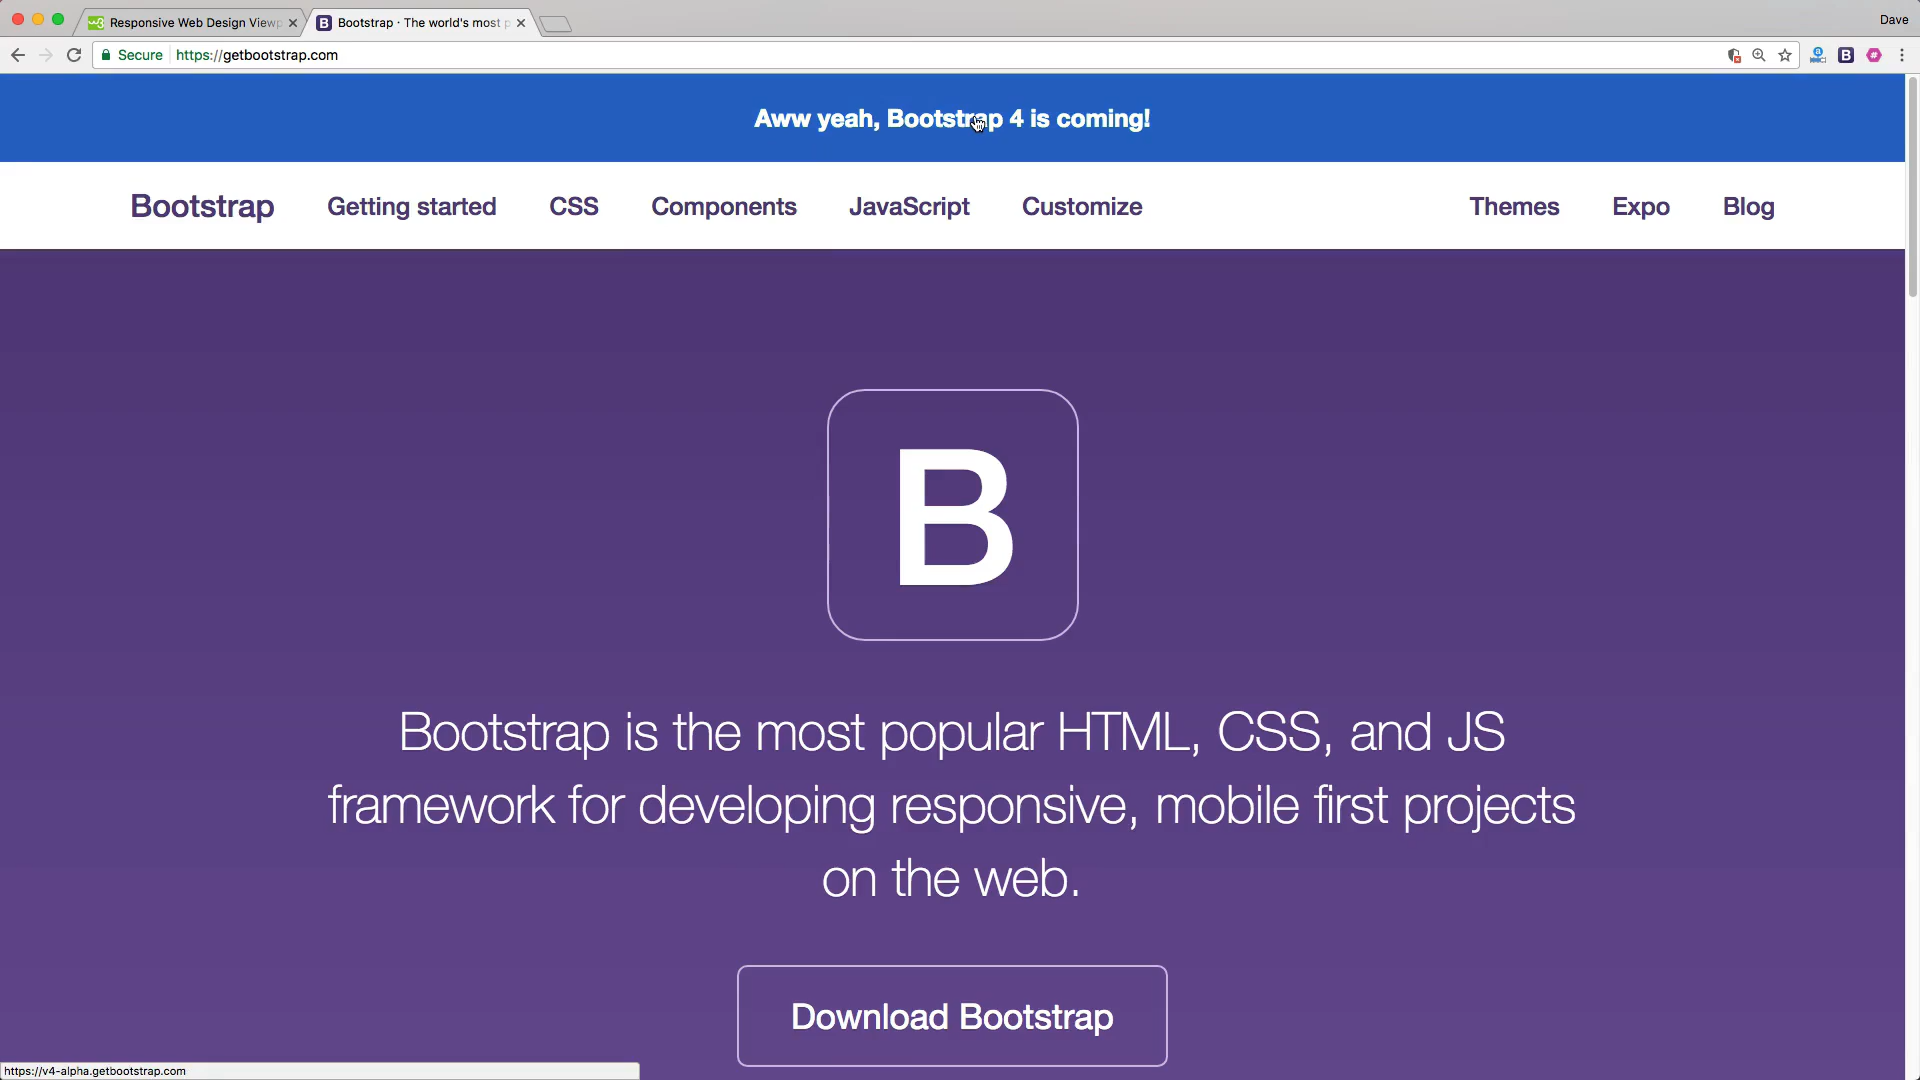 Responsive Web Design Viewp
Bootstrap · The world's most p
Dave
Secure
https://getbootstrap.com
Aww yeah, Bootstrap 4 is coming!
Bootstrap
Getting started
CSS
Components
JavaScript
Customize
Themes
Expo
Blog
B
Bootstrap is the most popular HTML, CSS, and JS
framework for developing responsive, mobile first projects
on the web.
Download Bootstrap
https://v4-alpha.getbootstrap.com